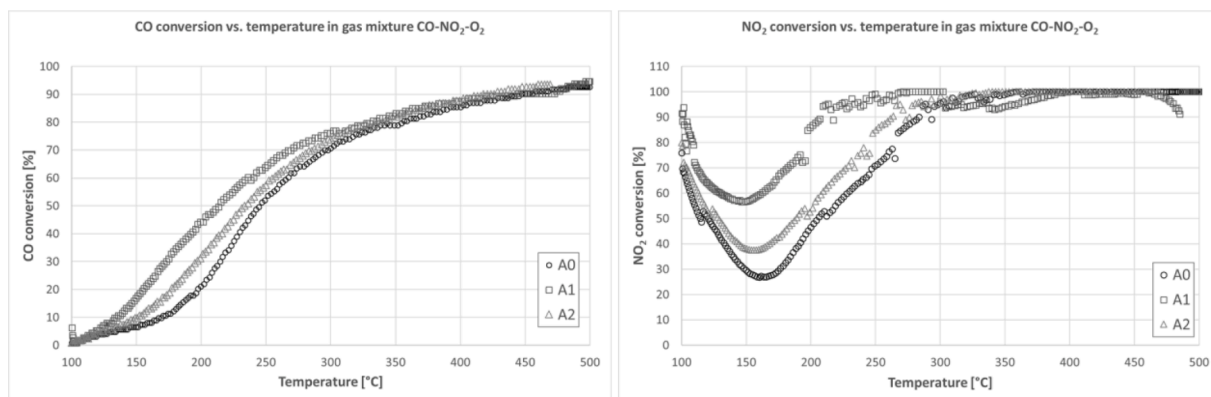 CO conversion vs. temperature in gas mixture CO-NO₂-O₂
CO conversion [%]
100
90
80
70
60
50
40
30
20
10
0
A0
A1
A2
100 150 200 250 300 350 400 450 500
Temperature [°C]
NO₂ conversion vs. temperature in gas mixture CO-NO₂-O₂
NO₂ conversion [%]
110
100
90
80
70
60
50
40
30
20
10
0
A0
A1
A2
100 150 200 250 300 350 400 450 500
Temperature [°C]